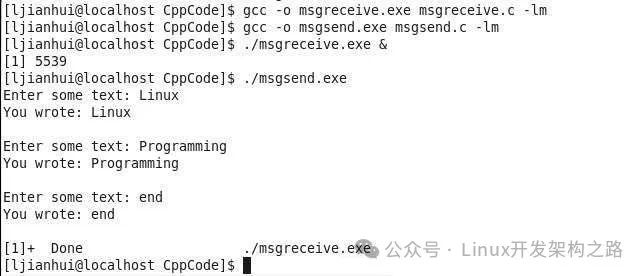 [ljianhui@localhost CppCode]$ gcc -o msgreceive.exe msgreceive.c -lm
[ljianhui@localhost CppCode]$ gcc -o msgsend.exe msgsend.c -lm
[ljianhui@localhost CppCode]$ ./msgreceive.exe &
[1] 5539
[ljianhui@localhost CppCode]$ ./msgsend.exe
Enter some text: Linux
You wrote: Linux
Enter some text: Programming
You wrote: Programming
Enter some text: end
You wrote: end
[1]+  Done                    ./msgreceive.exe
公众号 · Linux开发架构之路
[ljianhui@localhost CppCode]$